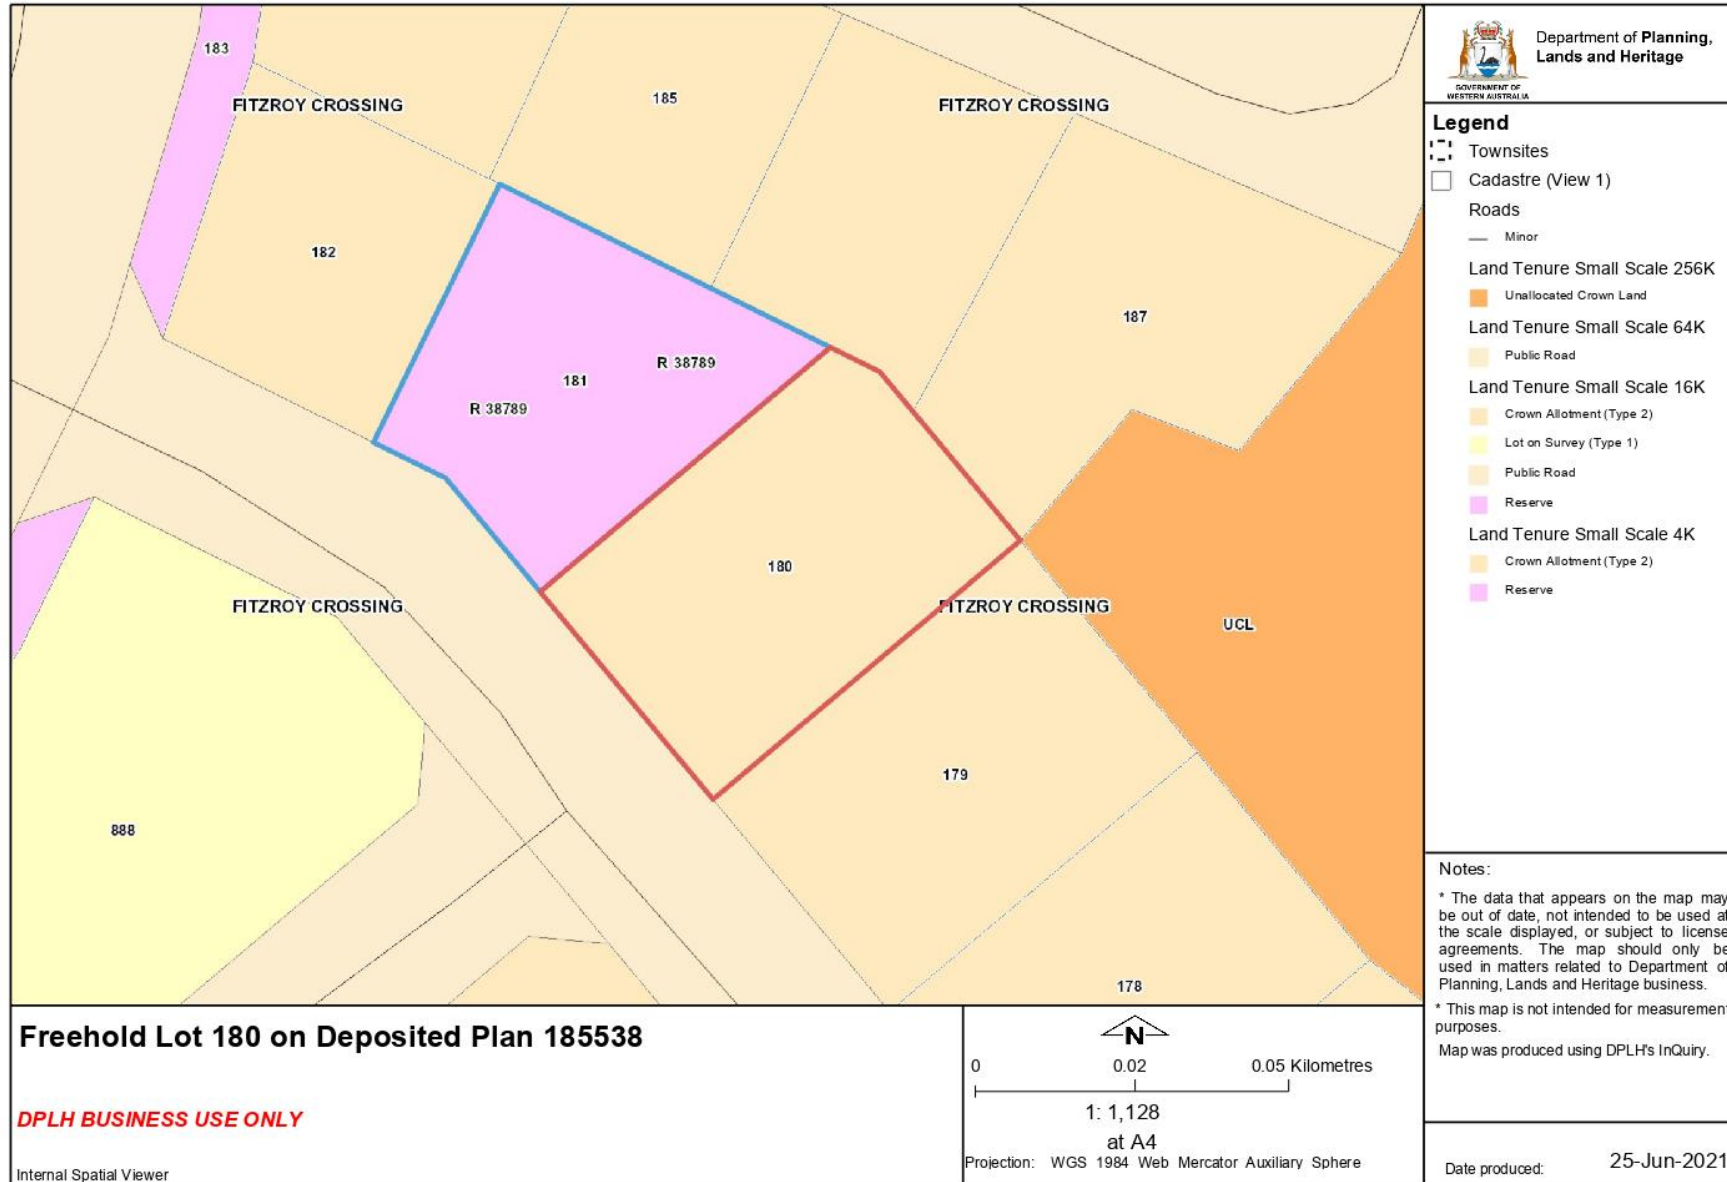 183
FITZROY CROSSING
185
FITZROY CROSSING
182
187
R 38789
181
R 38789
180
FITZROY CROSSING
FITZROY CROSSING
UCL
179
888
178
GOVERNMENT OF
WESTERN AUSTRALIA
Department of Planning,
Lands and Heritage
Legend
Townsites
Cadastre (View 1)
Roads
Minor
Land Tenure Small Scale 256K
Unallocated Crown Land
Land Tenure Small Scale 64K
Public Road
Land Tenure Small Scale 16K
Crown Allotment (Type 2)
Lot on Survey (Type 1)
Public Road
Reserve
Land Tenure Small Scale 4K
Crown Allotment (Type 2)
Reserve
Notes:
* The data that appears on the map may
be out of date, not intended to be used at
the scale displayed, or subject to license
agreements. The map should only be
used in matters related to Department of
Planning, Lands and Heritage business.
* This map is not intended for measurement
purposes.
Map was produced using DPLH's InQuiry.
Freehold Lot 180 on Deposited Plan 185538
DPLH BUSINESS USE ONLY
Internal Spatial Viewer
N
0 0.02 0.05 Kilometres
1: 1,128
at A4
Projection: WGS 1984 Web Mercator Auxiliary Sphere
Date produced: 25-Jun-2021